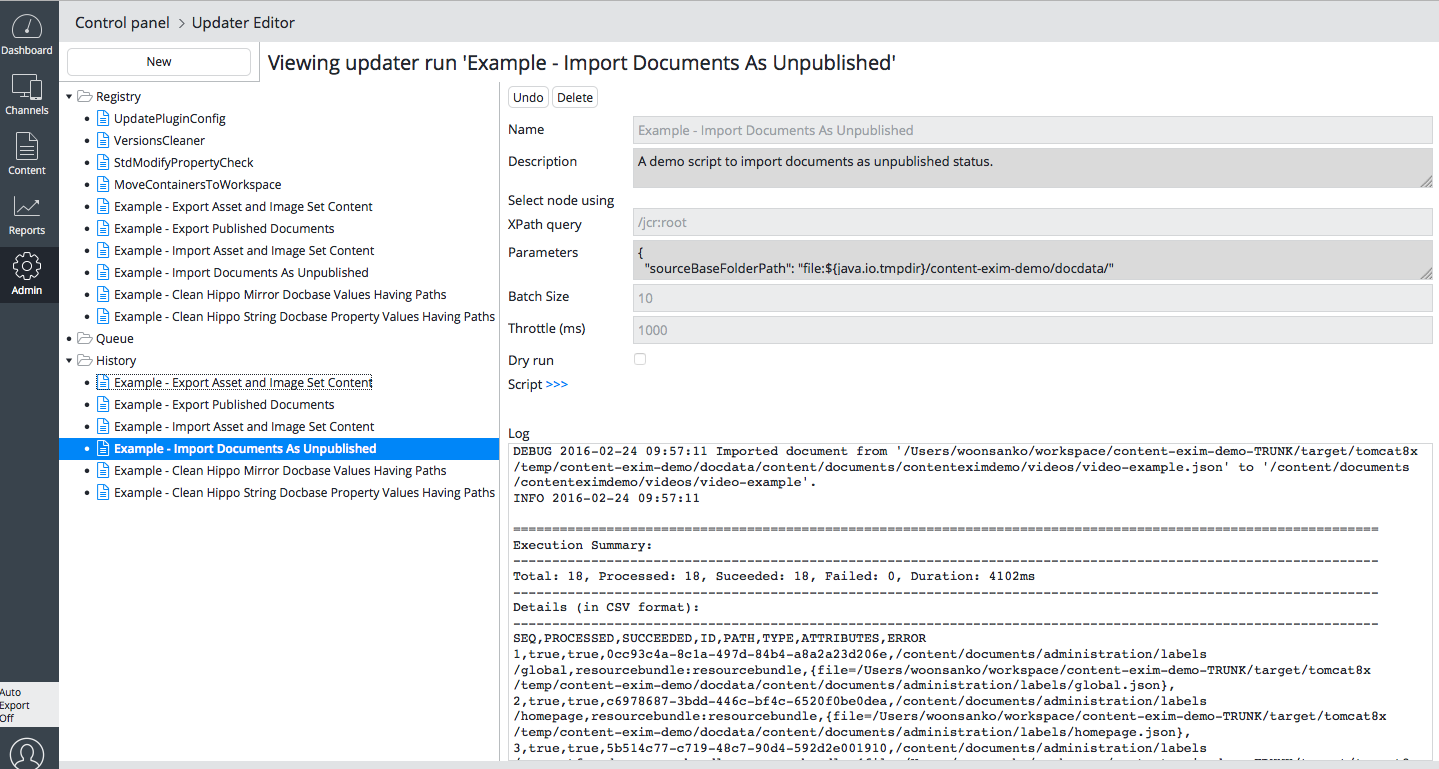 Control panel > Updater Editor
Dashboard
Channels
Content
Reports
Admin
Auto
Export
Off
New
Registry
UpdatePluginConfig
VersionsCleaner
StdModifyPropertyCheck
MoveContainersToWorkspace
Example - Export Asset and Image Set Content
Example - Export Published Documents
Example - Import Asset and Image Set Content
Example - Import Documents As Unpublished
Example - Clean Hippo Mirror Docbase Values Having Paths
Example - Clean Hippo String Docbase Property Values Having Paths
Queue
History
Example - Export Asset and Image Set Content
Example - Export Published Documents
Example - Import Asset and Image Set Content
Example - Import Documents As Unpublished
Example - Clean Hippo Mirror Docbase Values Having Paths
Example - Clean Hippo String Docbase Property Values Having Paths
Viewing updater run 'Example - Import Documents As Unpublished'
Undo Delete
Name Example - Import Documents As Unpublished
Description A demo script to import documents as unpublished status.
Select node using
XPath query /jcr:root
Parameters {
"sourceBaseFolderPath": "file:${java.io.tmpdir}/content-exim-demo/docdata/"
Batch Size 10
Throttle (ms) 1000
Dry run
Script >>>
Log
DEBUG 2016-02-24 09:57:11 Imported document from '/Users/woonsanko/workspace/content-exim-demo-TRUNK/target/tomcat8x
/temp/content-exim-demo/docdata/content/documents/contenteximdemo/videos/video-example.json' to '/content/documents
/contenteximdemo/videos/video-example'.
INFO 2016-02-24 09:57:11
Execution Summary:
Total: 18, Processed: 18, Suceeded: 18, Failed: 0, Duration: 4102ms
Details (in CSV format):
SEQ,PROCESSED,SUCCEEDED,ID,PATH,TYPE,ATTRIBUTES,ERROR
1,true,true,0cc93c4a-8c1a-497d-84b4-a8a2a23d206e,/content/documents/administration/labels
/global,resourcebundle:resourcebundle,{file=/Users/woonsanko/workspace/content-exim-demo-TRUNK/target/tomcat8x
/temp/content-exim-demo/docdata/content/documents/administration/labels/global.json},
2,true,true,c6978687-3bdd-446c-bf4c-6520f0be0dea,/content/documents/administration/labels
/homepage,resourcebundle:resourcebundle,{file=/Users/woonsanko/workspace/content-exim-demo-TRUNK/target/tomcat8x
/temp/content-exim-demo/docdata/content/documents/administration/labels/homepage.json},
3,true,true,5b514c77-c719-48c7-90d4-592d2e001910,/content/documents/administration/labels